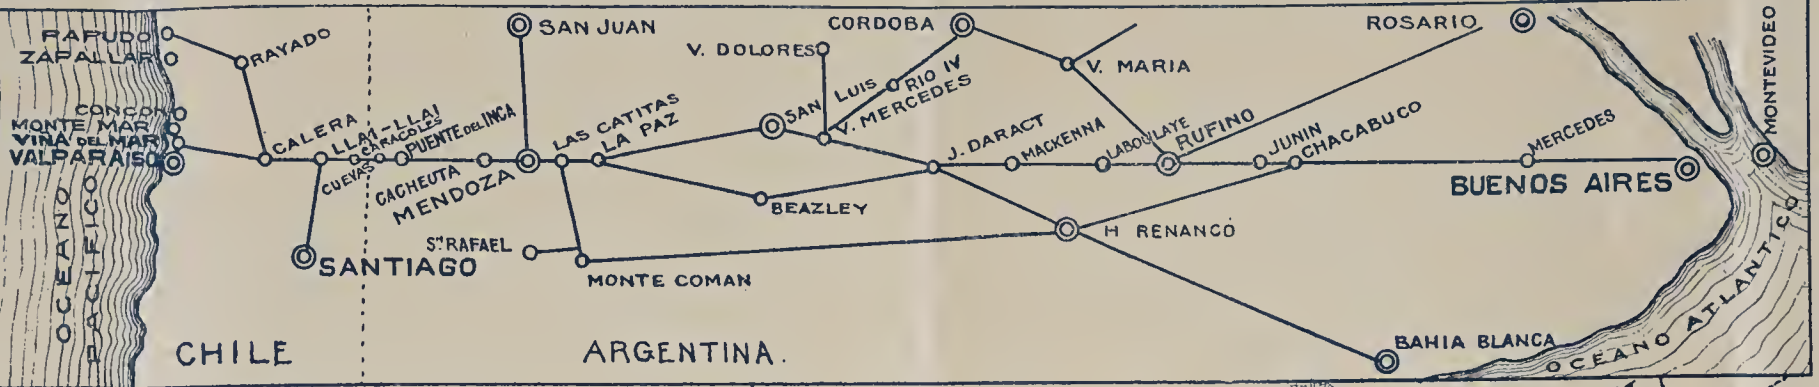 PAPUDO
ZAPALLAR
RAYADO
CONCON
MONTE MAR
VIÑA DEL MAR
VALPARAISO
CALERA
LLAI-LLAI
CARACOLES
CUEVAS
PUENTE DEL INCA
CACHEUTA
MENDOZA
SANTIAGO
OCEANO
PACIFICO
CHILE
SAN JUAN
LAS CATITAS
LA PAZ
Sn RAFAEL
MONTE COMAN
V. DOLORES
CORDOBA
SAN LUIS
RIO IV
V. MERCEDES
V. MARIA
BEAZLEY
J. DARACT
MACKENNA
LABOULAYE
RUFINO
JUNIN
CHACABUCO
H RENANCÓ
ROSARIO
MERCEDES
BUENOS AIRES
MONTEVIDEO
BAHIA BLANCA
OCEANO ATLANTICO
ARGENTINA.